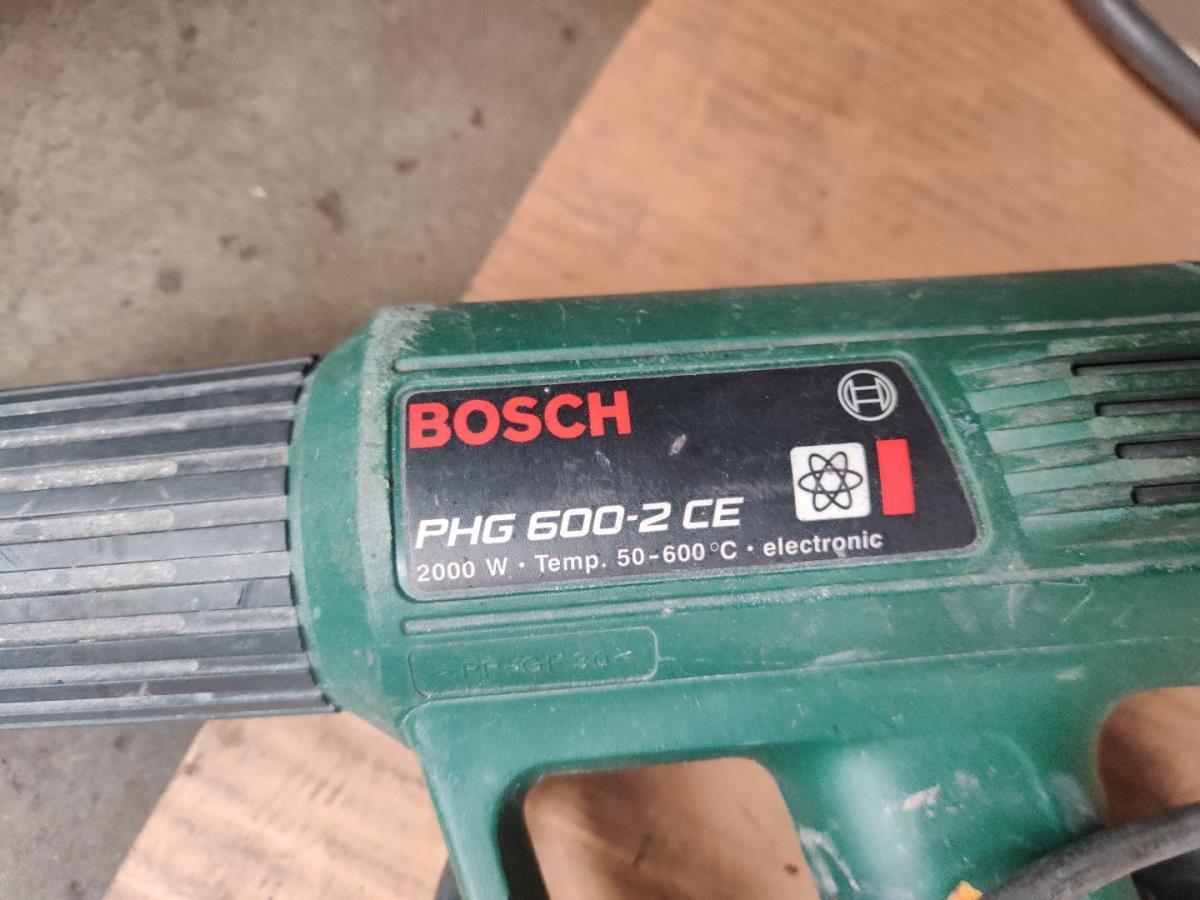 BOSCH
PHG 600-2 CE
2000 W · Temp. 50-600°C · electronic